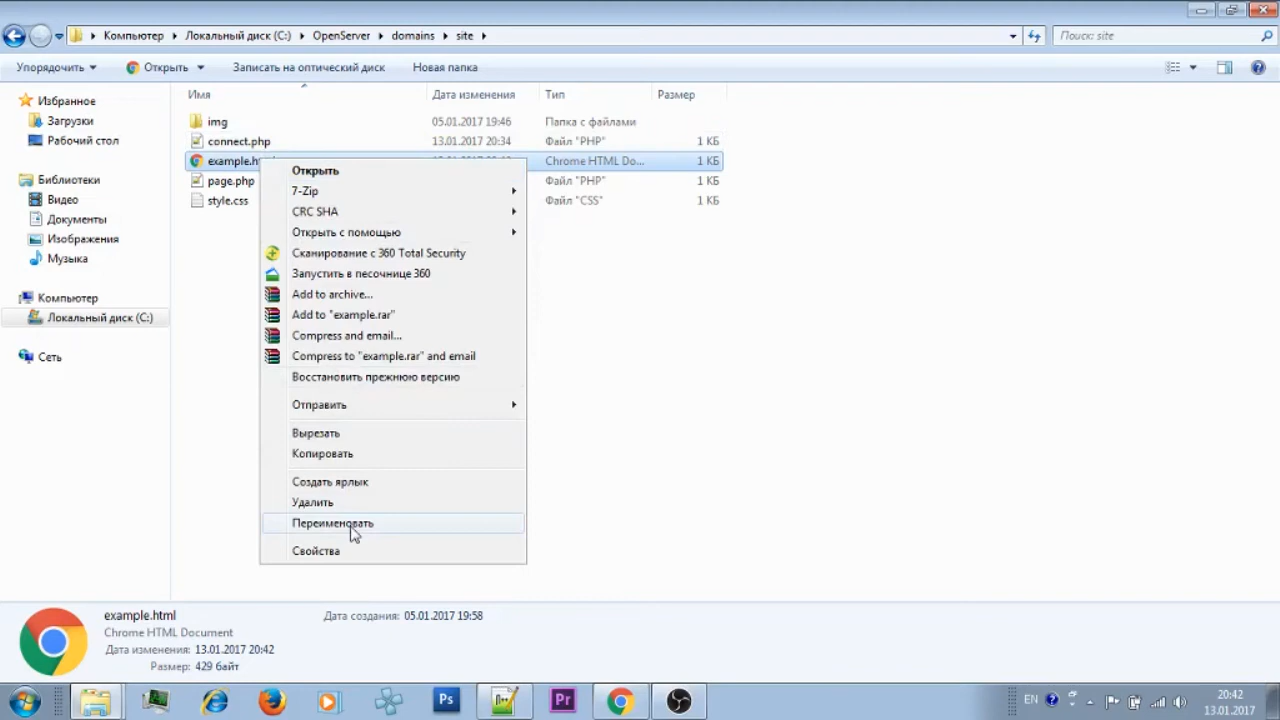 Компьютер ▸ Локальный диск (C:) ▸ OpenServer ▸ domains ▸ site ▸
Поиск: site
Упорядочить Открыть Записать на оптический диск Новая папка
Имя Дата изменения Тип Размер
Избранное
Загрузки
Рабочий стол
Библиотеки
Видео
Документы
Изображения
Музыка
Компьютер
Локальный диск (C:)
Сеть
img 05.01.2017 19:46 Папка с файлами
connect.php 13.01.2017 20:34 Файл "PHP" 1 КБ
example.h Chrome HTML Do... 1 КБ
page.php Файл "PHP" 1 КБ
style.css Файл "CSS" 1 КБ
Открыть
7-Zip
CRC SHA
Открыть с помощью
Сканирование с 360 Total Security
Запустить в песочнице 360
Add to archive...
Add to "example.rar"
Compress and email...
Compress to "example.rar" and email
Восстановить прежнюю версию
Отправить
Вырезать
Копировать
Создать ярлык
Удалить
Переименовать
Свойства
example.html Дата создания: 05.01.2017 19:58
Chrome HTML Document
Дата изменения: 13.01.2017 20:42
Размер: 429 байт
Ps
Pr
EN
20:42
13.01.2017